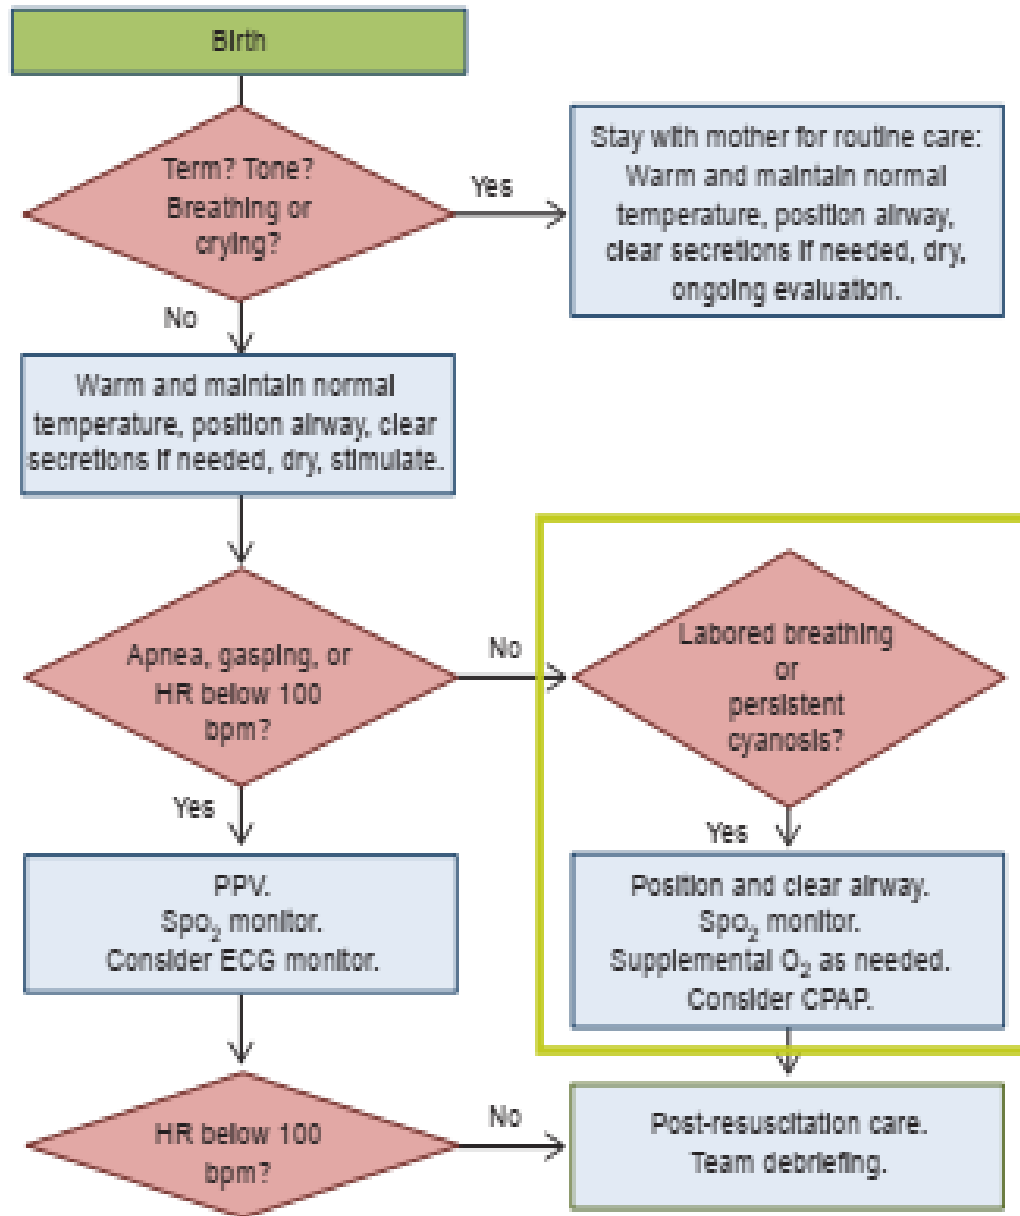 Birth
Term? Tone?
Breathing or
crying?
Yes
Stay with mother for routine care:
Warm and maintain normal
temperature, position airway,
clear secretions if needed, dry,
ongoing evaluation.
No
Warm and maintain normal
temperature, position airway, clear
secretions if needed, dry, stimulate.
Apnea, gasping, or
HR below 100
bpm?
No
Labored breathing
or
persistent
cyanosis?
Yes
Yes
PPV.
Spo₂ monitor.
Consider ECG monitor.
Position and clear airway.
Spo₂ monitor.
Supplemental O₂ as needed.
Consider CPAP.
HR below 100
bpm?
No
Post-resuscitation care.
Team debriefing.